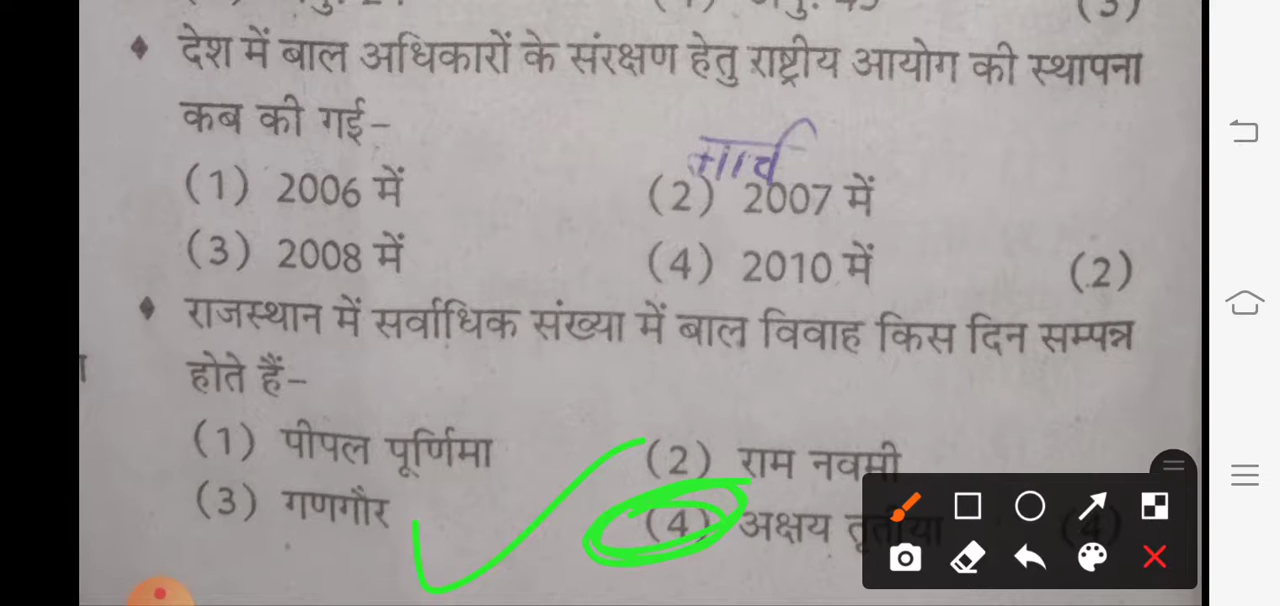 (3)
◆ देश में बाल अधिकारों के संरक्षण हेतु राष्ट्रीय आयोग की स्थापना
कब की गई-
मार्च
(1) 2006 में (2) 2007 में
(3) 2008 में (4) 2010 में (2)
◆ राजस्थान में सर्वाधिक संख्या में बाल विवाह किस दिन सम्पन्न
होते हैं-
(1) पीपल पूर्णिमा (2) राम नवमी
(3) गणगौर (4) अक्षय तृतीया (4)